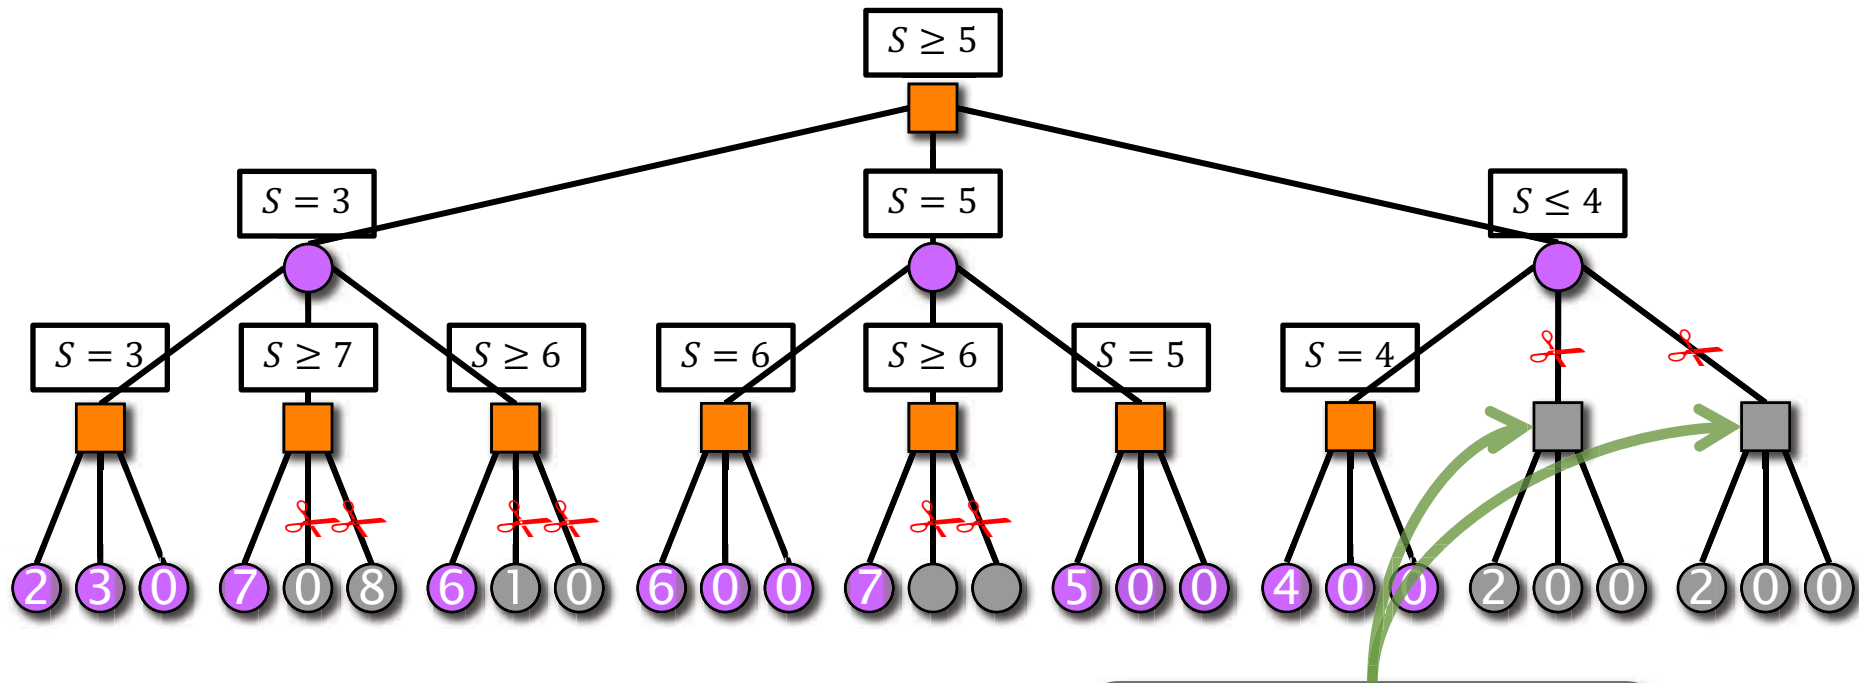 S ≥ 5
S = 3 S = 5 S ≤ 4
S = 3 S ≥ 7 S ≥ 6 S = 6 S ≥ 6 S = 5 S = 4
2 3 0 7 0 8 6 1 0 6 0 0 7 5 0 0 4 0 0 2 0 0 2 0 0